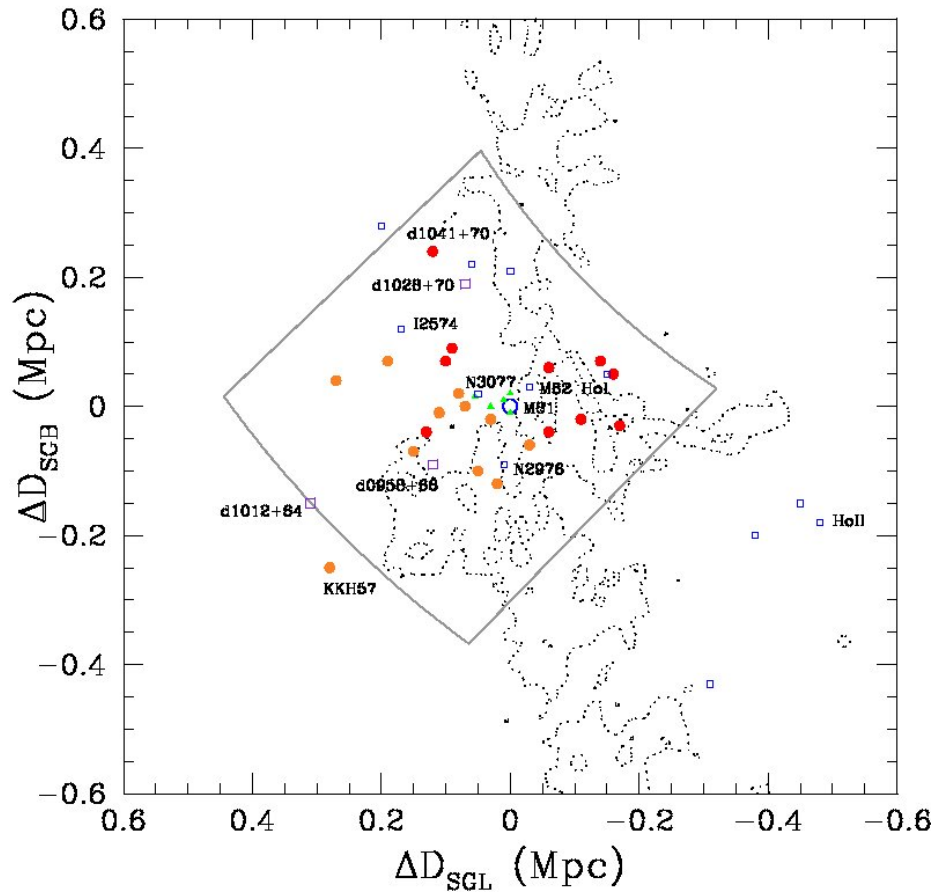 0.6
d1041+70
d1028+70
I2574
N3077
M82 HoI
M81
N2976
d0958+66
d1012+64
KKH57
HoII
0.4
0.2
0
−0.2
−0.4
−0.6
ΔD_SGB (Mpc)
0.6 0.4 0.2 0 −0.2 −0.4 −0.6
ΔD_SGL (Mpc)